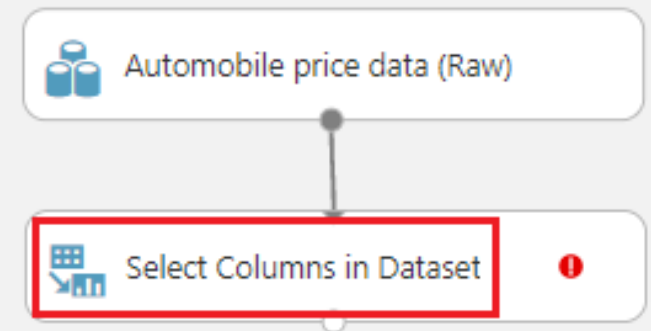 Automobile price data (Raw)
Select Columns in Dataset